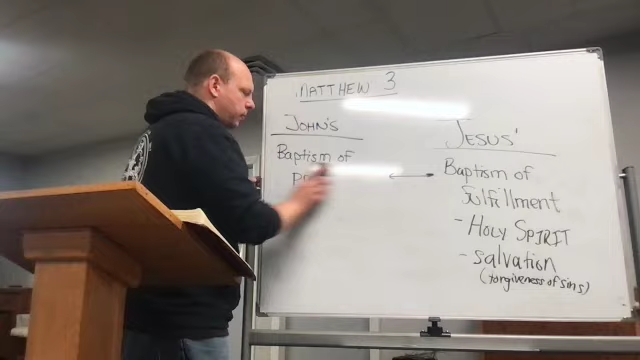 MATTHEW 3
JOHN'S
Baptism of
JESUS'
Baptism of
fulfillment
- HOLY SPIRIT
- salvation
(forgiveness of sins)